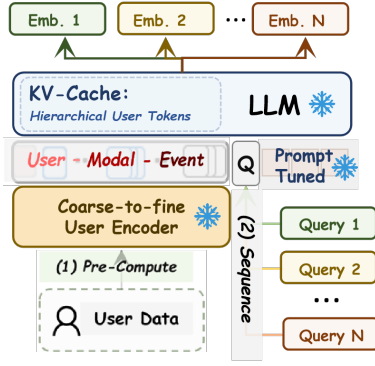 Emb. 1
Emb. 2
...
Emb. N
KV-Cache:
Hierarchical User Tokens
LLM
User - Modal - Event
Q
Prompt
Tuned
Coarse-to-fine
User Encoder
(1) Pre-Compute
User Data
(2) Sequence
Query 1
Query 2
...
Query N